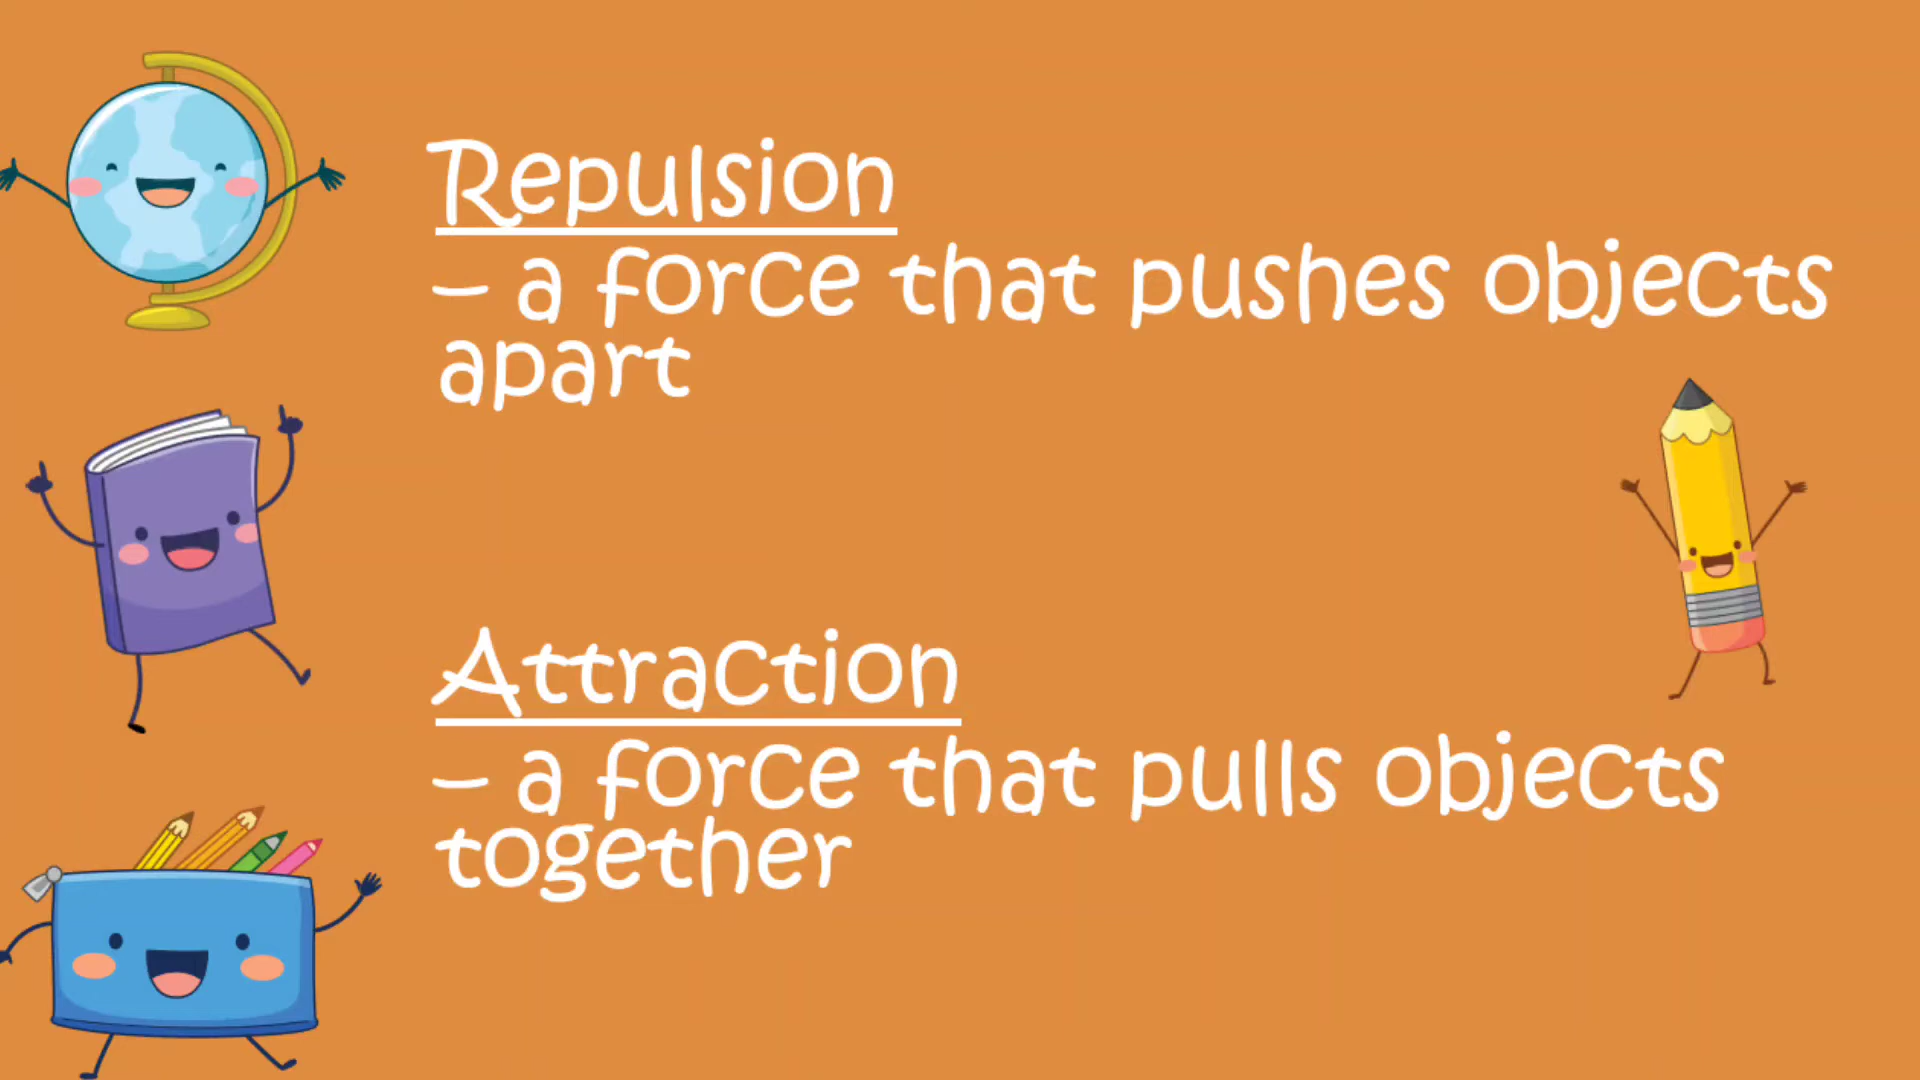 Repulsion
– a force that pushes objects
apart
Attraction
– a force that pulls objects
together